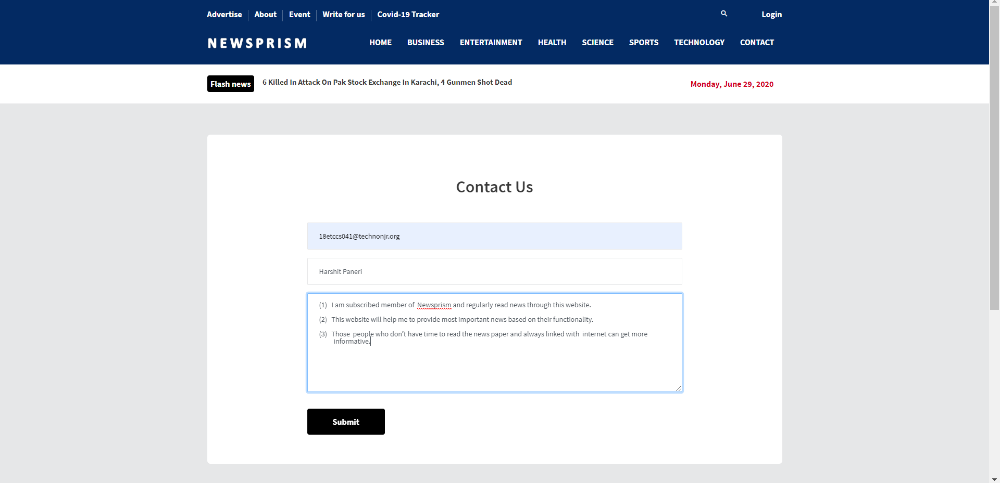 Advertise About Event Write for us Covid-19 Tracker Login
NEWSPRISM HOME BUSINESS ENTERTAINMENT HEALTH SCIENCE SPORTS TECHNOLOGY CONTACT
Flash news 6 Killed In Attack On Pak Stock Exchange In Karachi, 4 Gunmen Shot Dead Monday, June 29, 2020
Contact Us
18etccs041@technonjr.org
Harshit Paneri
(1) I am subscribed member of Newsprism and regularly read news through this website.
(2) This website will help me to provide most important news based on their functionality.
(3) Those people who don't have time to read the news paper and always linked with internet can get more
informative.
Submit